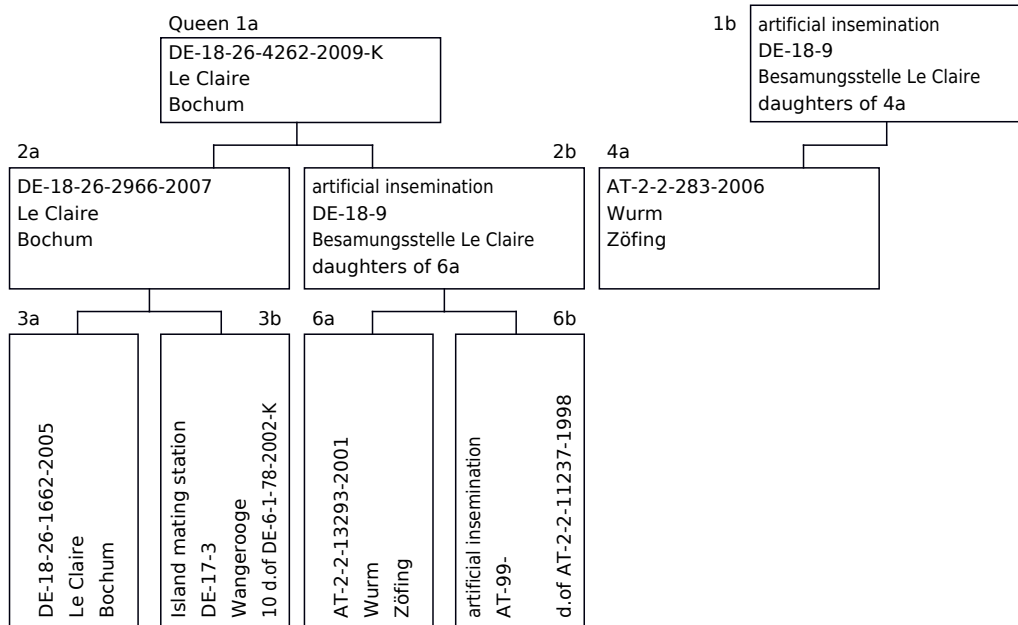 Queen 1a
DE-18-26-4262-2009-K
Le Claire
Bochum
1b
artificial insemination
DE-18-9
Besamungsstelle Le Claire
daughters of 4a
2a
DE-18-26-2966-2007
Le Claire
Bochum
2b
artificial insemination
DE-18-9
Besamungsstelle Le Claire
daughters of 6a
4a
AT-2-2-283-2006
Wurm
Zöfing
3a
DE-18-26-1662-2005
Le Claire
Bochum
3b
Island mating station
DE-17-3
Wangerooge
10 d.of DE-6-1-78-2002-K
6a
AT-2-2-13293-2001
Wurm
Zöfing
6b
artificial insemination
AT-99-
d.of AT-2-2-11237-1998